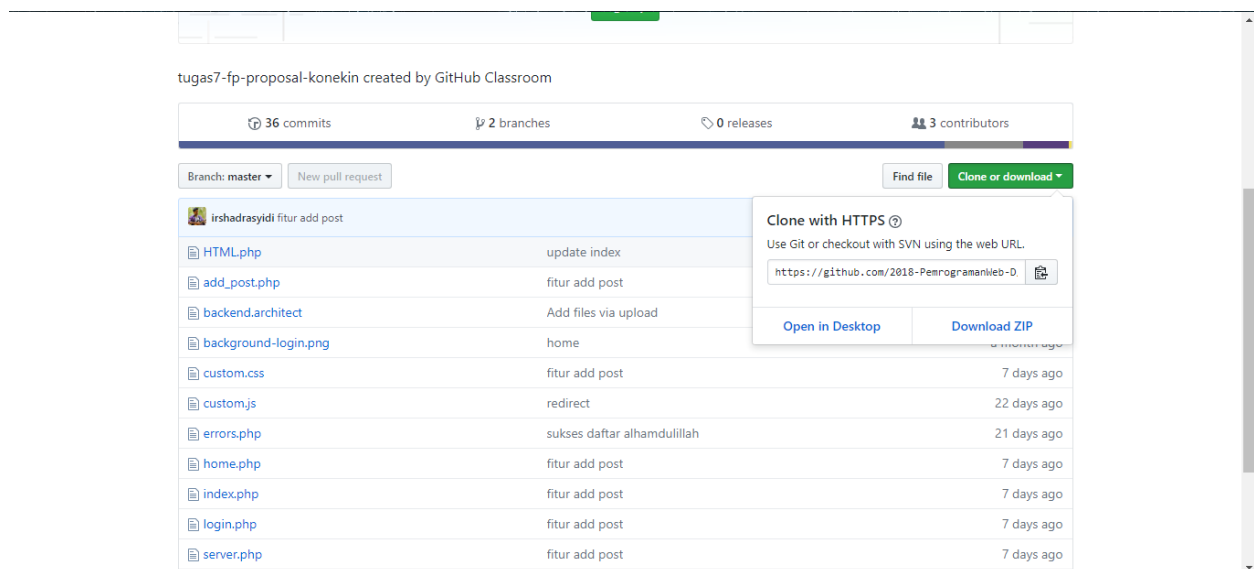 tugas7-fp-proposal-konekin created by GitHub Classroom
36 commits 2 branches 0 releases 3 contributors
Branch: master New pull request Find file Clone or download
irshadrasyidi fitur add post
Clone with HTTPS ?
Use Git or checkout with SVN using the web URL.
https://github.com/2018-PemrogramanWeb-D
Open in Desktop Download ZIP
HTML.php update index
add_post.php fitur add post
backend.architect Add files via upload
background-login.png home a month ago
custom.css fitur add post 7 days ago
custom.js redirect 22 days ago
errors.php sukses daftar alhamdulillah 21 days ago
home.php fitur add post 7 days ago
index.php fitur add post 7 days ago
login.php fitur add post 7 days ago
server.php fitur add post 7 days ago